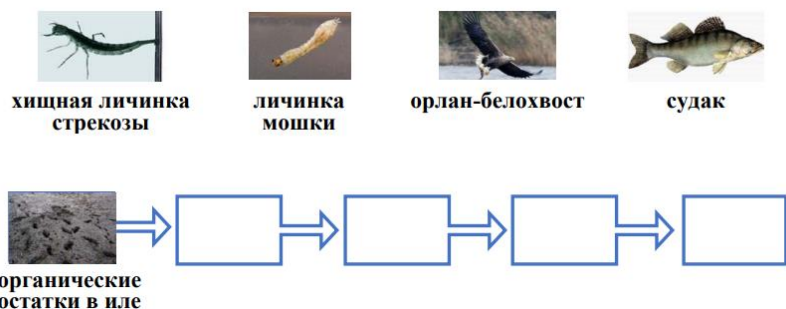 хищная личинка
стрекозы
личинка
мошки
орлан-белохвост
судак
органические
остатки в иле